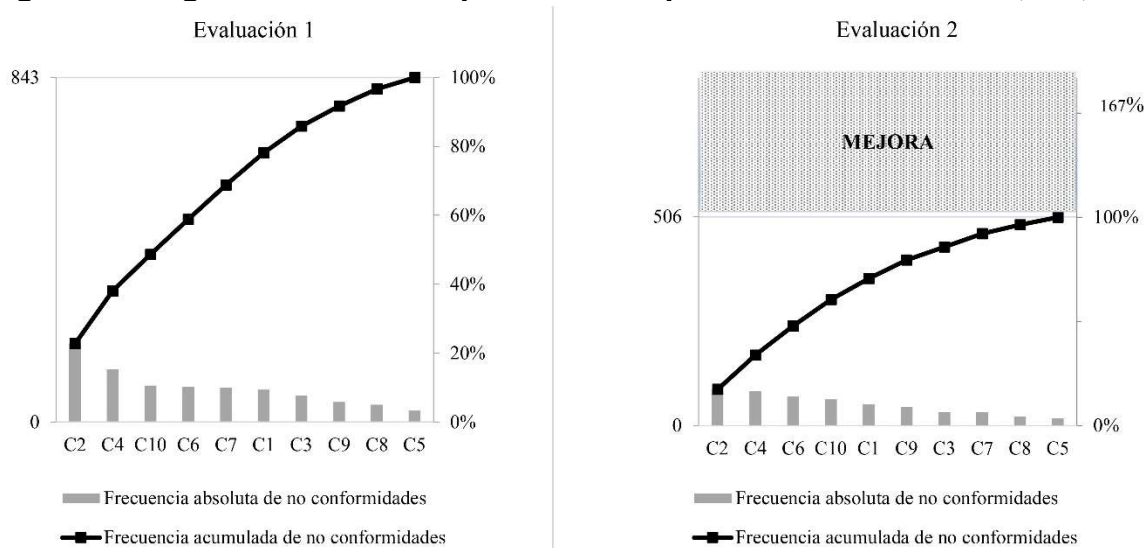 Evaluación 1
843
0
100%
80%
60%
40%
20%
0%
C2 C4 C10 C6 C7 C1 C3 C9 C8 C5
Frecuencia absoluta de no conformidades
Frecuencia acumulada de no conformidades
Evaluación 2
MEJORA
506
0
167%
100%
0%
C2 C4 C6 C10 C1 C9 C3 C7 C8 C5
Frecuencia absoluta de no conformidades
Frecuencia acumulada de no conformidades